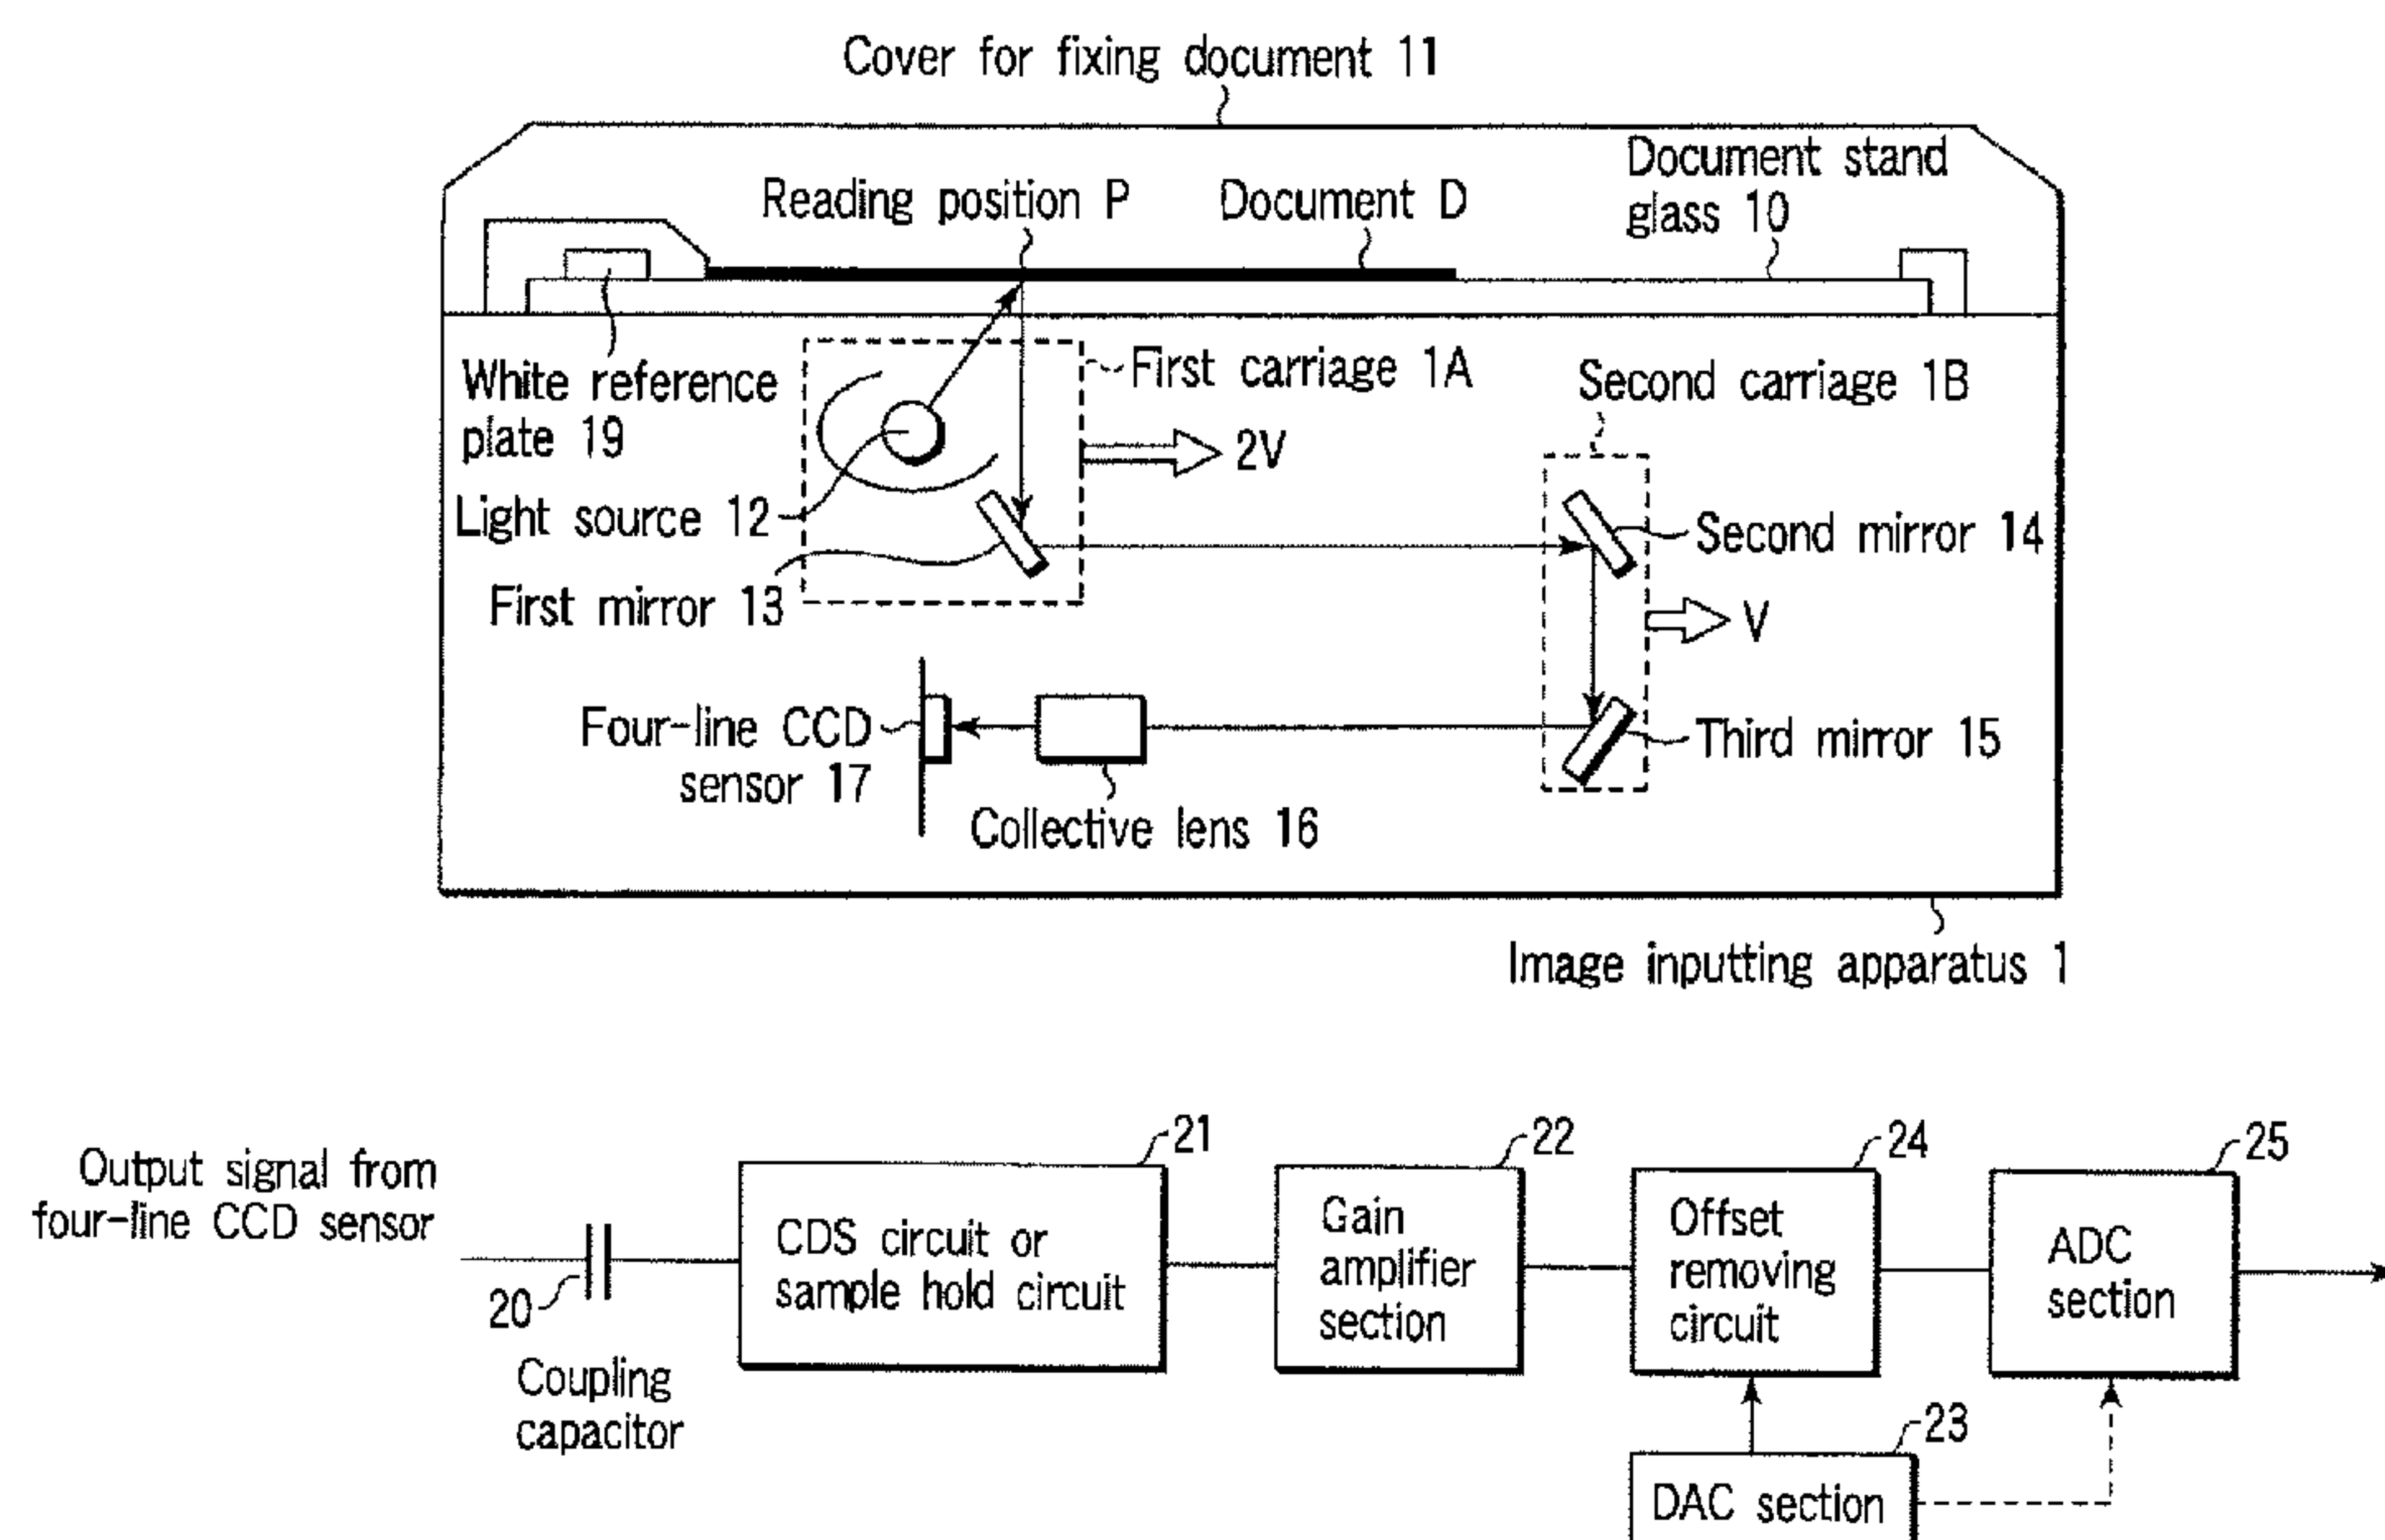 Cover for fixing document 11
Document stand
glass 10
Reading position P
Document D
White reference
plate 19
First carriage 1A
Second carriage 1B
2V
Light source 12
Second mirror 14
First mirror 13
V
Four-line CCD
sensor 17
Third mirror 15
Collective lens 16
Image inputting apparatus 1
Output signal from
four-line CCD sensor
20
Coupling
capacitor
21
CDS circuit or
sample hold circuit
22
Gain
amplifier
section
24
Offset
removing
circuit
25
ADC
section
23
DAC section